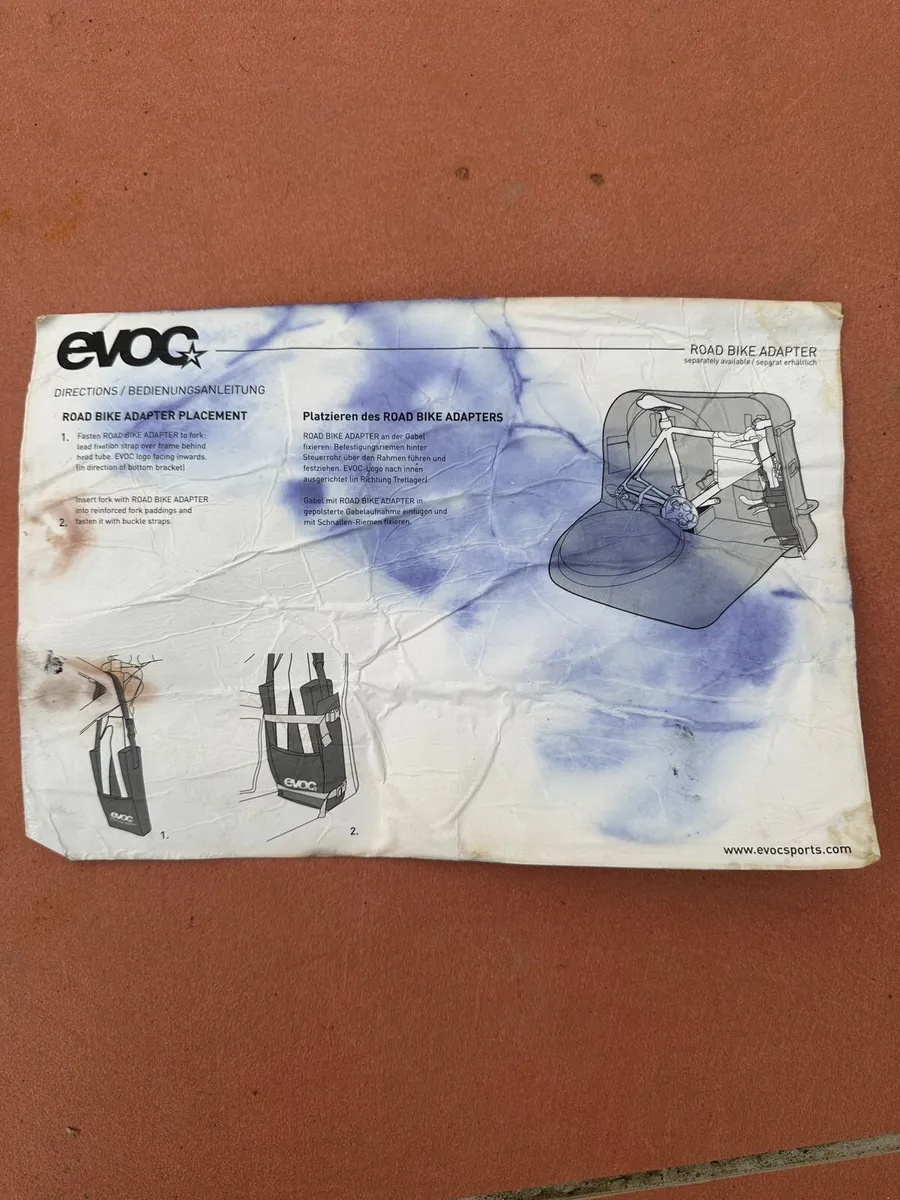 evoc
ROAD BIKE ADAPTER
separately available / seprat erhältlich
DIRECTIONS / BEDIENUNGSANLEITUNG
ROAD BIKE ADAPTER PLACEMENT
1. Fasten ROAD BIKE ADAPTER to fork:
lead fixation strap over frame behind
head tube. EVOC logo facing inwards.
(in direction of bottom bracket)
Insert fork with ROAD BIKE ADAPTER
into reinforced fork paddings and
2. fasten it with buckle straps.
Platzieren des ROAD BIKE ADAPTERS
ROAD BIKE ADAPTER an der Gabel
fixieren: Befestigungsriemen hinter
Steuerrohr über den Rahmen führen und
festziehen. EVOC-Logo nach innen
ausgerichtet (in Richtung Tretlager)
Gabel mit ROAD BIKE ADAPTER in
gepolsterte Gabelaufnahme einfügen und
mit Schnallen-Riemen fixieren.
evoc
1.
evoc
2.
www.evocsports.com